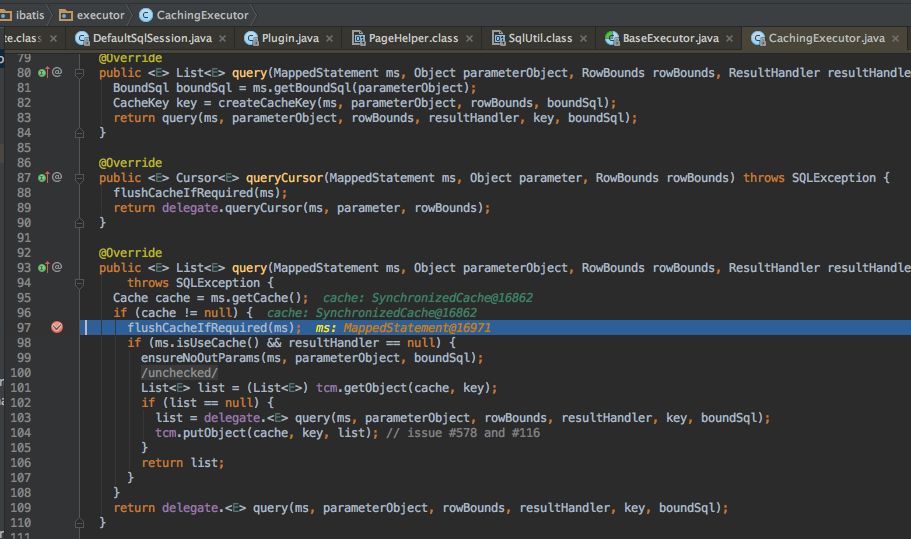 ibatis executor CachingExecutor
te.class DefaultSqlSession.java Plugin.java PageHelper.class SqlUtil.class BaseExecutor.java CachingExecutor.java
79 @Override
80 public <E> List<E> query(MappedStatement ms, Object parameterObject, RowBounds rowBounds, ResultHandler resultHandle
81 BoundSql boundSql = ms.getBoundSql(parameterObject);
82 CacheKey key = createCacheKey(ms, parameterObject, rowBounds, boundSql);
83 return query(ms, parameterObject, rowBounds, resultHandler, key, boundSql);
84 }
85
86 @Override
87 public <E> Cursor<E> queryCursor(MappedStatement ms, Object parameter, RowBounds rowBounds) throws SQLException {
88 flushCacheIfRequired(ms);
89 return delegate.queryCursor(ms, parameter, rowBounds);
90 }
91
92 @Override
93 public <E> List<E> query(MappedStatement ms, Object parameterObject, RowBounds rowBounds, ResultHandler resultHandle
94 throws SQLException {
95 Cache cache = ms.getCache(); cache: SynchronizedCache@16862
96 if (cache != null) { cache: SynchronizedCache@16862
97 flushCacheIfRequired(ms); ms: MappedStatement@16971
98 if (ms.isUseCache() && resultHandler == null) {
99 ensureNoOutParams(ms, parameterObject, boundSql);
100 /unchecked/
101 List<E> list = (List<E>) tcm.getObject(cache, key);
102 if (list == null) {
103 list = delegate.<E> query(ms, parameterObject, rowBounds, resultHandler, key, boundSql);
104 tcm.putObject(cache, key, list); // issue #578 and #116
105 }
106 return list;
107 }
108 }
109 return delegate.<E> query(ms, parameterObject, rowBounds, resultHandler, key, boundSql);
110 }
111